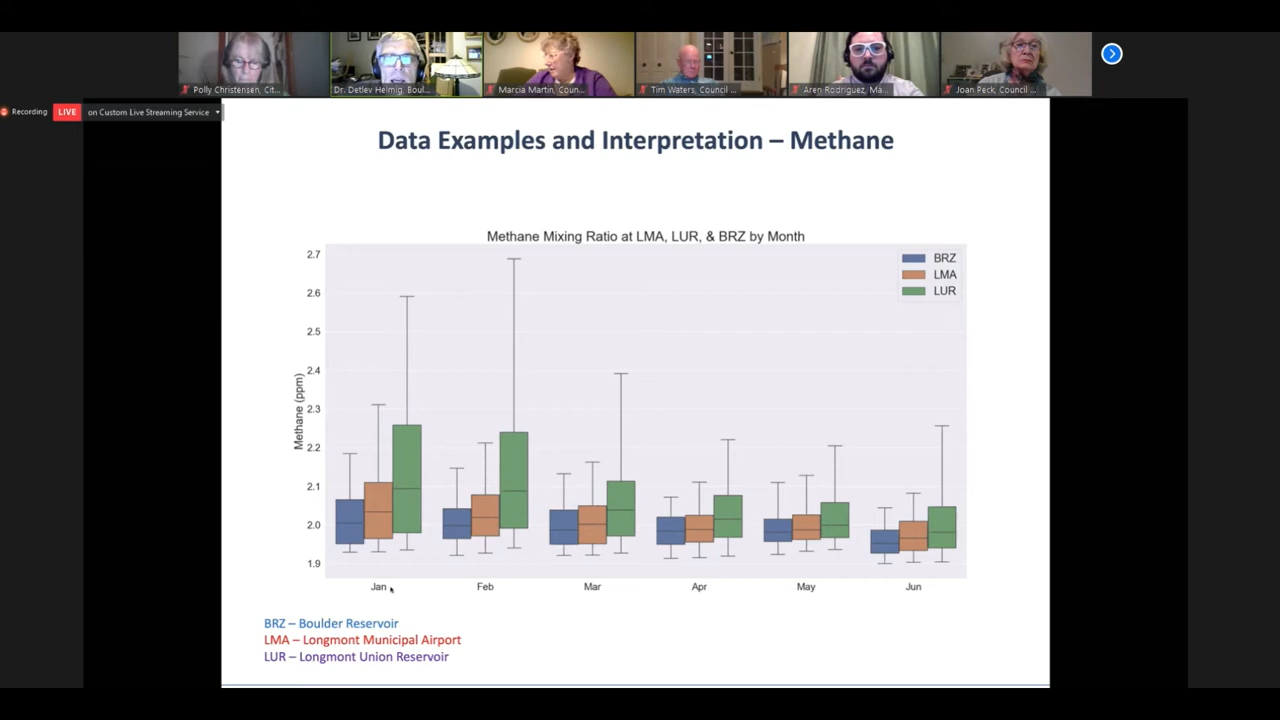 Polly Christensen, Cit...
Dr. Detlev Helmig, Boul...
Marcia Martin, Coun...
Tim Waters, Council ...
Aren Rodriguez, Ma...
Joan Peck, Council ...
Recording
LIVE
on Custom Live Streaming Service
Data Examples and Interpretation – Methane
Methane Mixing Ratio at LMA, LUR, & BRZ by Month
BRZ
LMA
LUR
Methane (ppm)
2.7
2.6
2.5
2.4
2.3
2.2
2.1
2.0
1.9
Jan Feb Mar Apr May Jun
BRZ – Boulder Reservoir
LMA – Longmont Municipal Airport
LUR – Longmont Union Reservoir